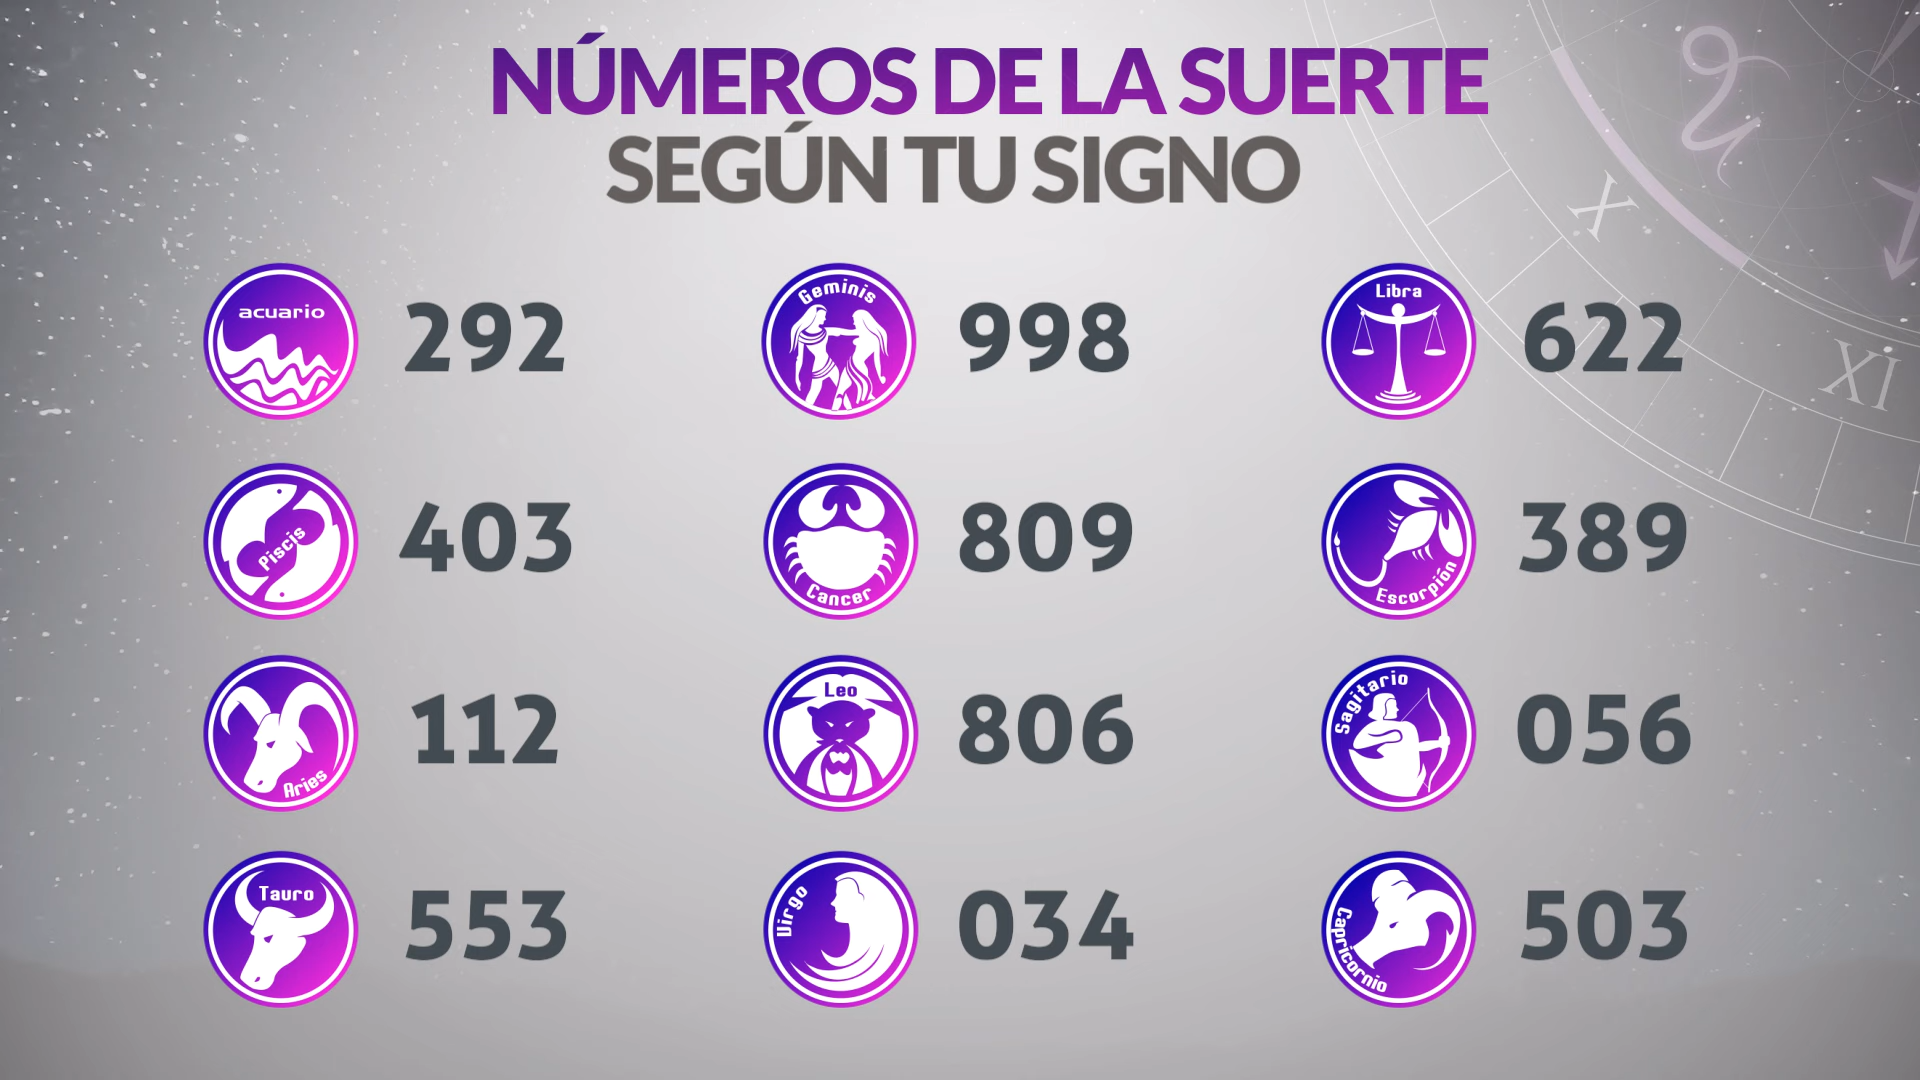 NÚMEROS DE LA SUERTE
SEGÚN TU SIGNO
acuario 292
Geminis 998
Libra 622
Piscis 403
Cancer 809
Escorpión 389
Aries 112
Leo 806
Sagitario 056
Tauro 553
Virgo 034
Capricornio 503
X
XI